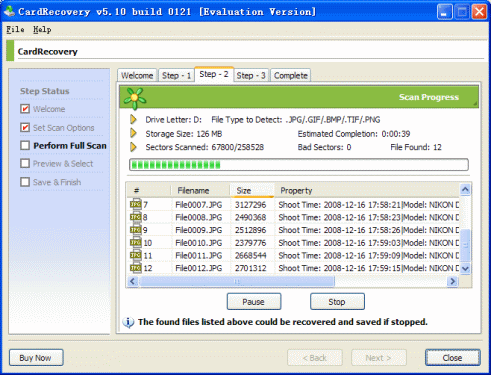 CardRecovery v5.10 build 0121 [Evaluation Version]
File Help
CardRecovery
Step Status
Welcome
Set Scan Options
Perform Full Scan
Preview & Select
Save & Finish
Welcome Step - 1 Step - 2 Step - 3 Complete
Scan Progress
Drive Letter: D: File Type to Detect: .JPG/.GIF/.BMP/.TIF/.PNG
Storage Size: 126 MB Estimated Completion: 0:00:39
Sectors Scanned: 67800/258528 Bad Sectors: 0 File Found: 12
# Filename Size Property
7 File0007.JPG 3127296 Shoot Time: 2008-12-16 17:58:21|Model: NIKON D
8 File0008.JPG 2490368 Shoot Time: 2008-12-16 17:58:23|Model: NIKON D
9 File0009.JPG 2512896 Shoot Time: 2008-12-16 17:58:26|Model: NIKON D
10 File0010.JPG 2379776 Shoot Time: 2008-12-16 17:59:03|Model: NIKON D
11 File0011.JPG 2668544 Shoot Time: 2008-12-16 17:59:09|Model: NIKON D
12 File0012.JPG 2701312 Shoot Time: 2008-12-16 17:59:15|Model: NIKON D
Pause Stop
The found files listed above could be recovered and saved if stopped.
Buy Now < Back Next > Close